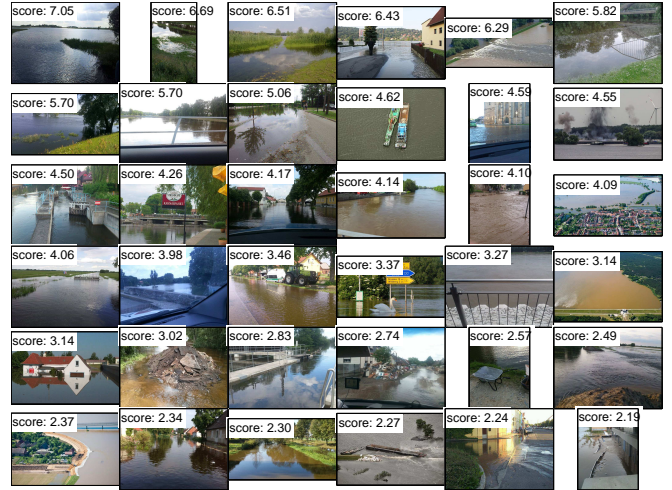 score: 7.05
score: 6.69
score: 6.51
score: 6.43
score: 6.29
score: 5.82
score: 5.70
score: 5.70
score: 5.06
score: 4.62
score: 4.59
score: 4.55
score: 4.50
score: 4.26
score: 4.17
score: 4.14
score: 4.10
score: 4.09
score: 4.06
score: 3.98
score: 3.46
score: 3.37
score: 3.27
score: 3.14
score: 3.14
score: 3.02
score: 2.83
score: 2.74
score: 2.57
score: 2.49
score: 2.37
score: 2.34
score: 2.30
score: 2.27
score: 2.24
score: 2.19